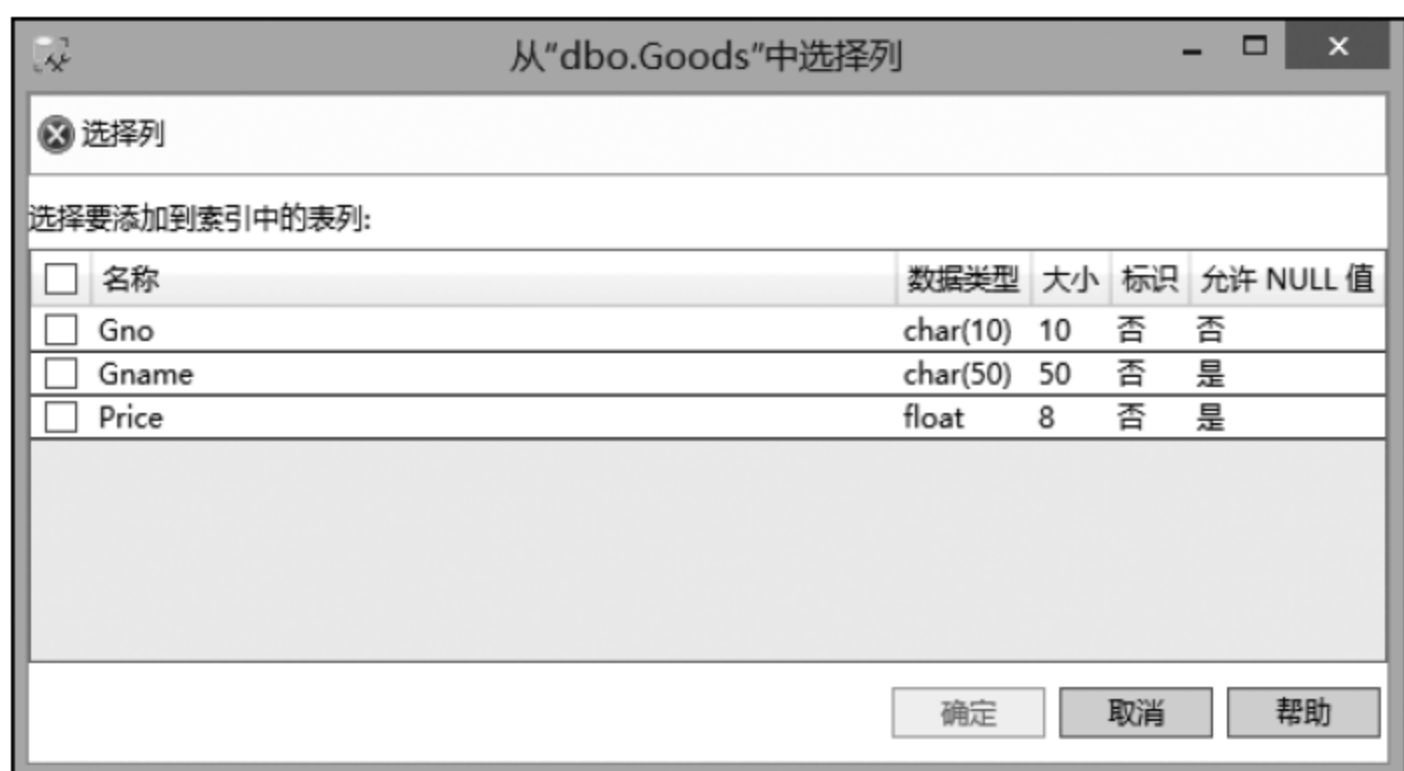 从“dbo.Goods”中选择列
选择列
选择要添加到索引中的表列:
名称 数据类型 大小 标识 允许 NULL 值
Gno char(10) 10 否 否
Gname char(50) 50 否 是
Price float 8 否 是
确定 取消 帮助